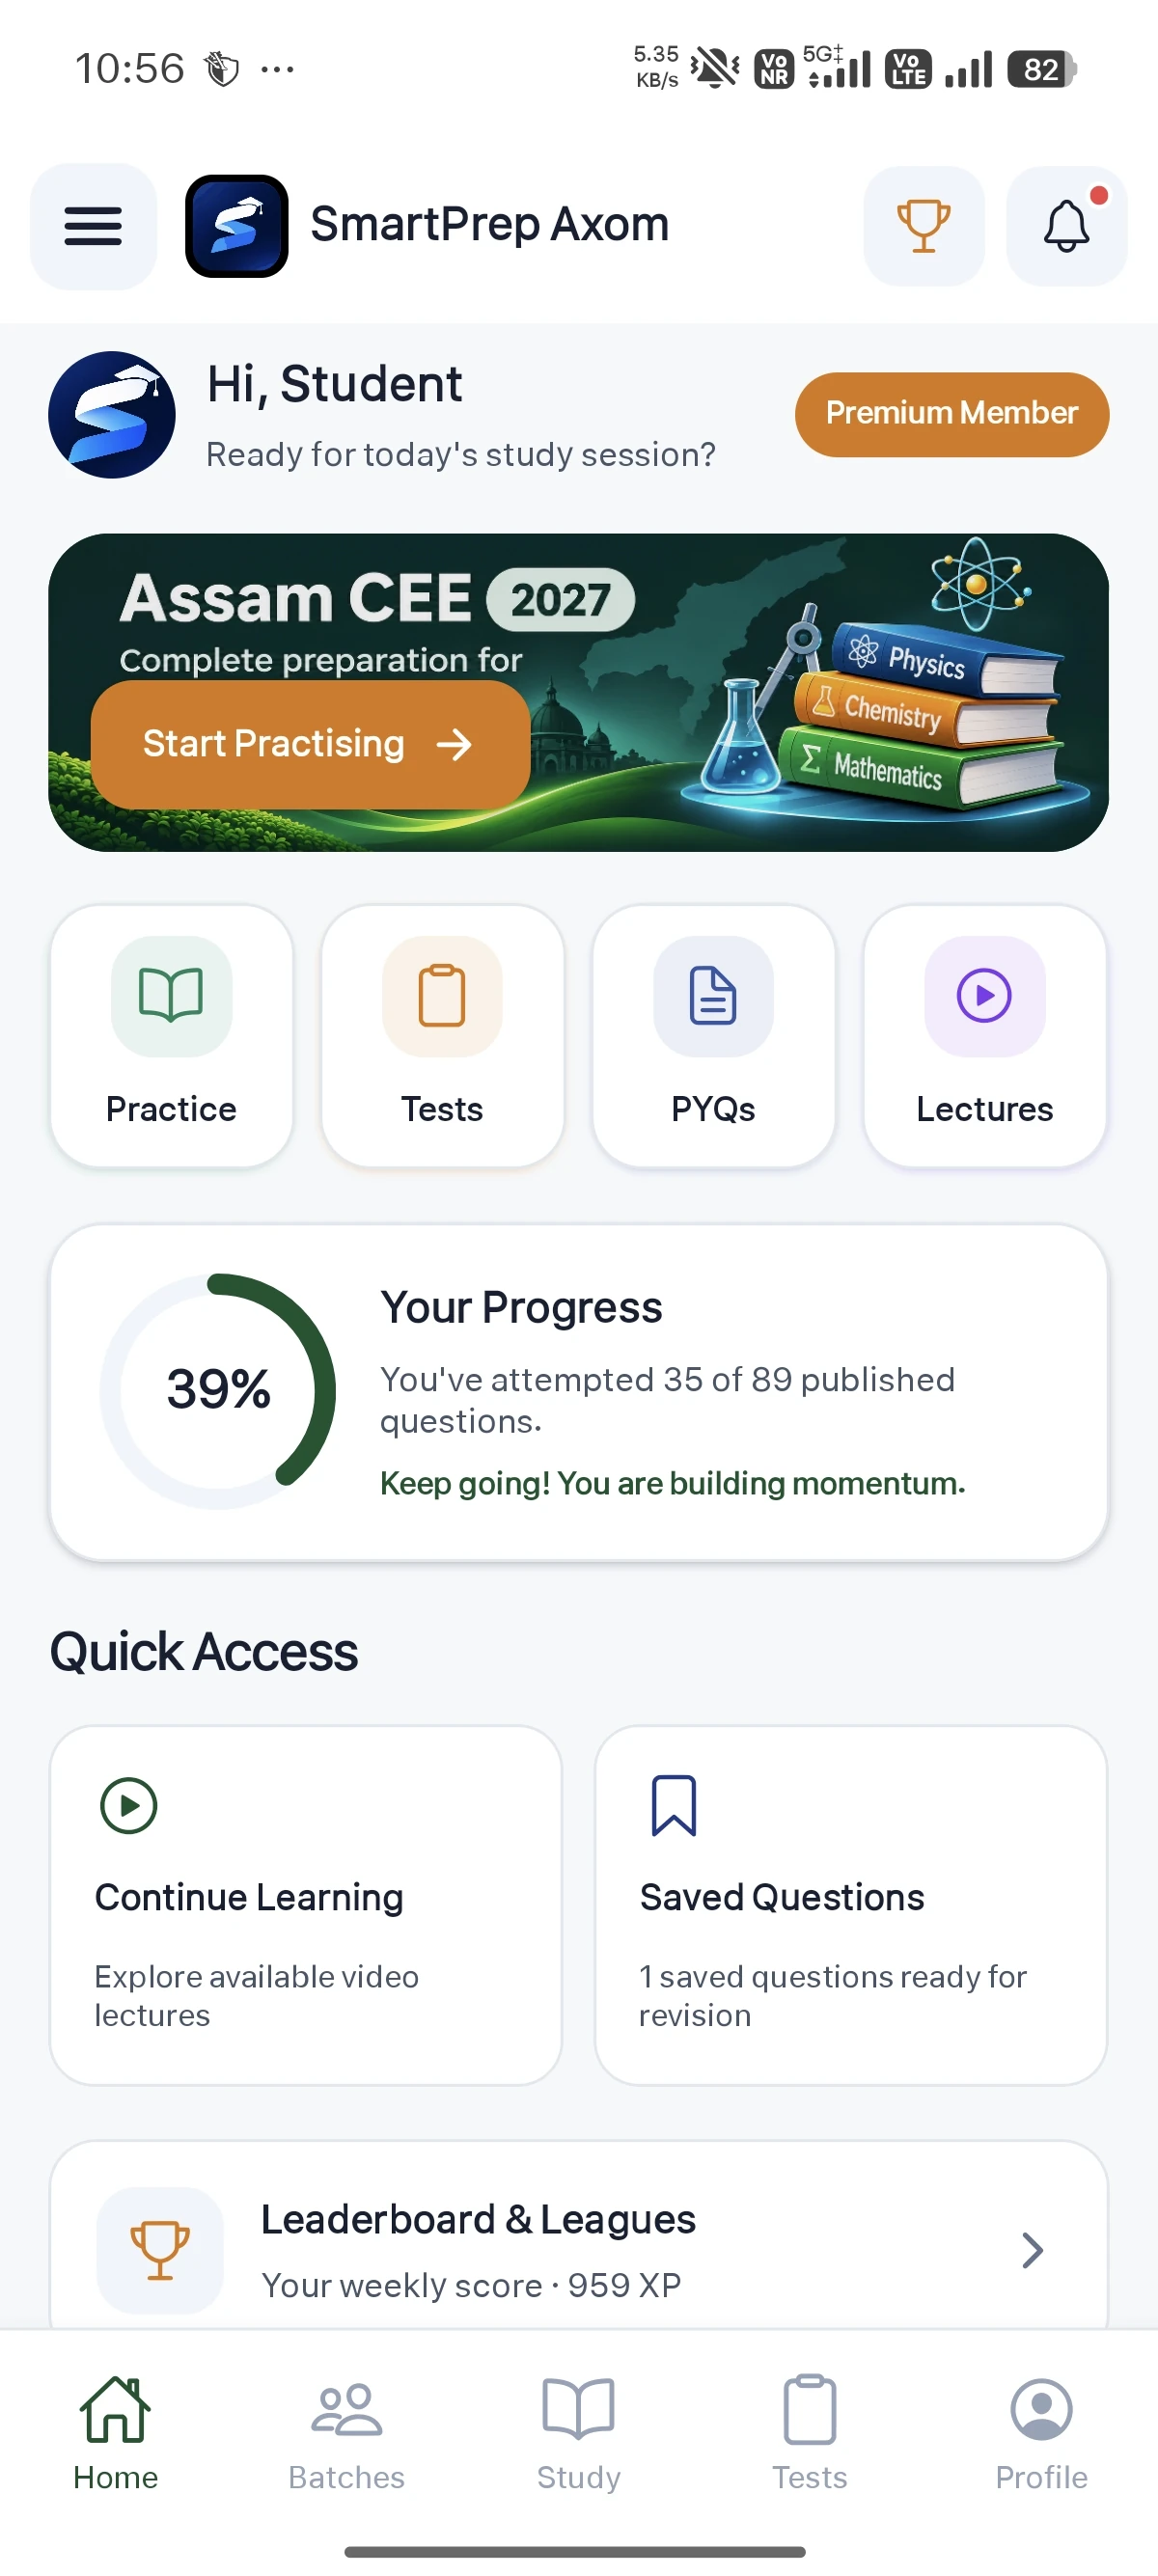 10:56 ...
5.35 KB/s
Vo NR
5G
Vo LTE
82
SmartPrep Axom
Hi, Student
Ready for today's study session?
Premium Member
Assam CEE 2027
Complete preparation for
Start Practising →
Physics
Chemistry
Σ Mathematics
Practice
Tests
PYQs
Lectures
39%
Your Progress
You've attempted 35 of 89 published
questions.
Keep going! You are building momentum.
Quick Access
Continue Learning
Explore available video
lectures
Saved Questions
1 saved questions ready for
revision
Leaderboard & Leagues
Your weekly score · 959 XP
Home
Batches
Study
Tests
Profile